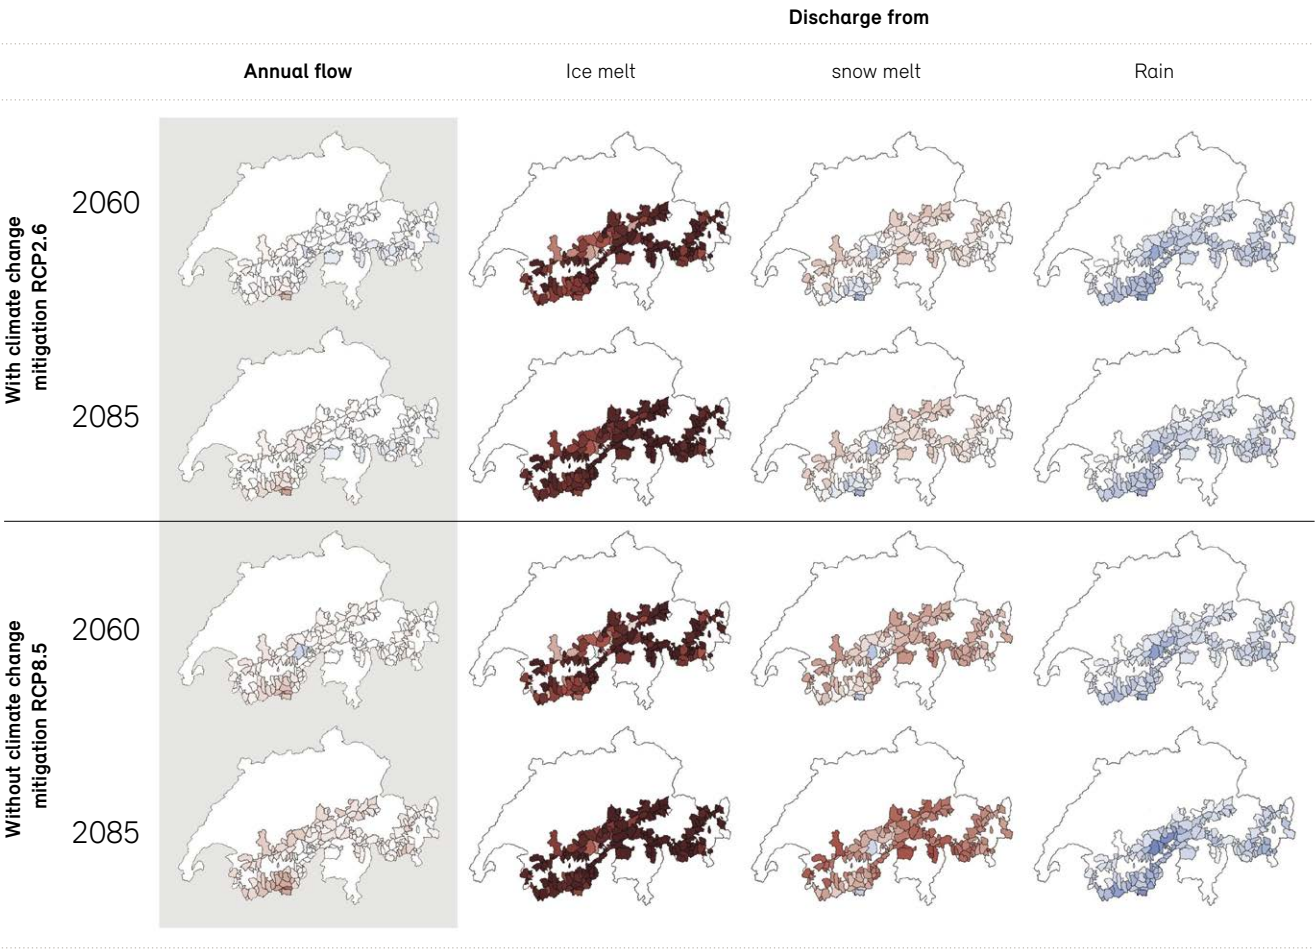 Discharge from
Annual flow
Ice melt
snow melt
Rain
With climate change
mitigation RCP2.6
2060
2085
Without climate change
mitigation RCP8.5
2060
2085